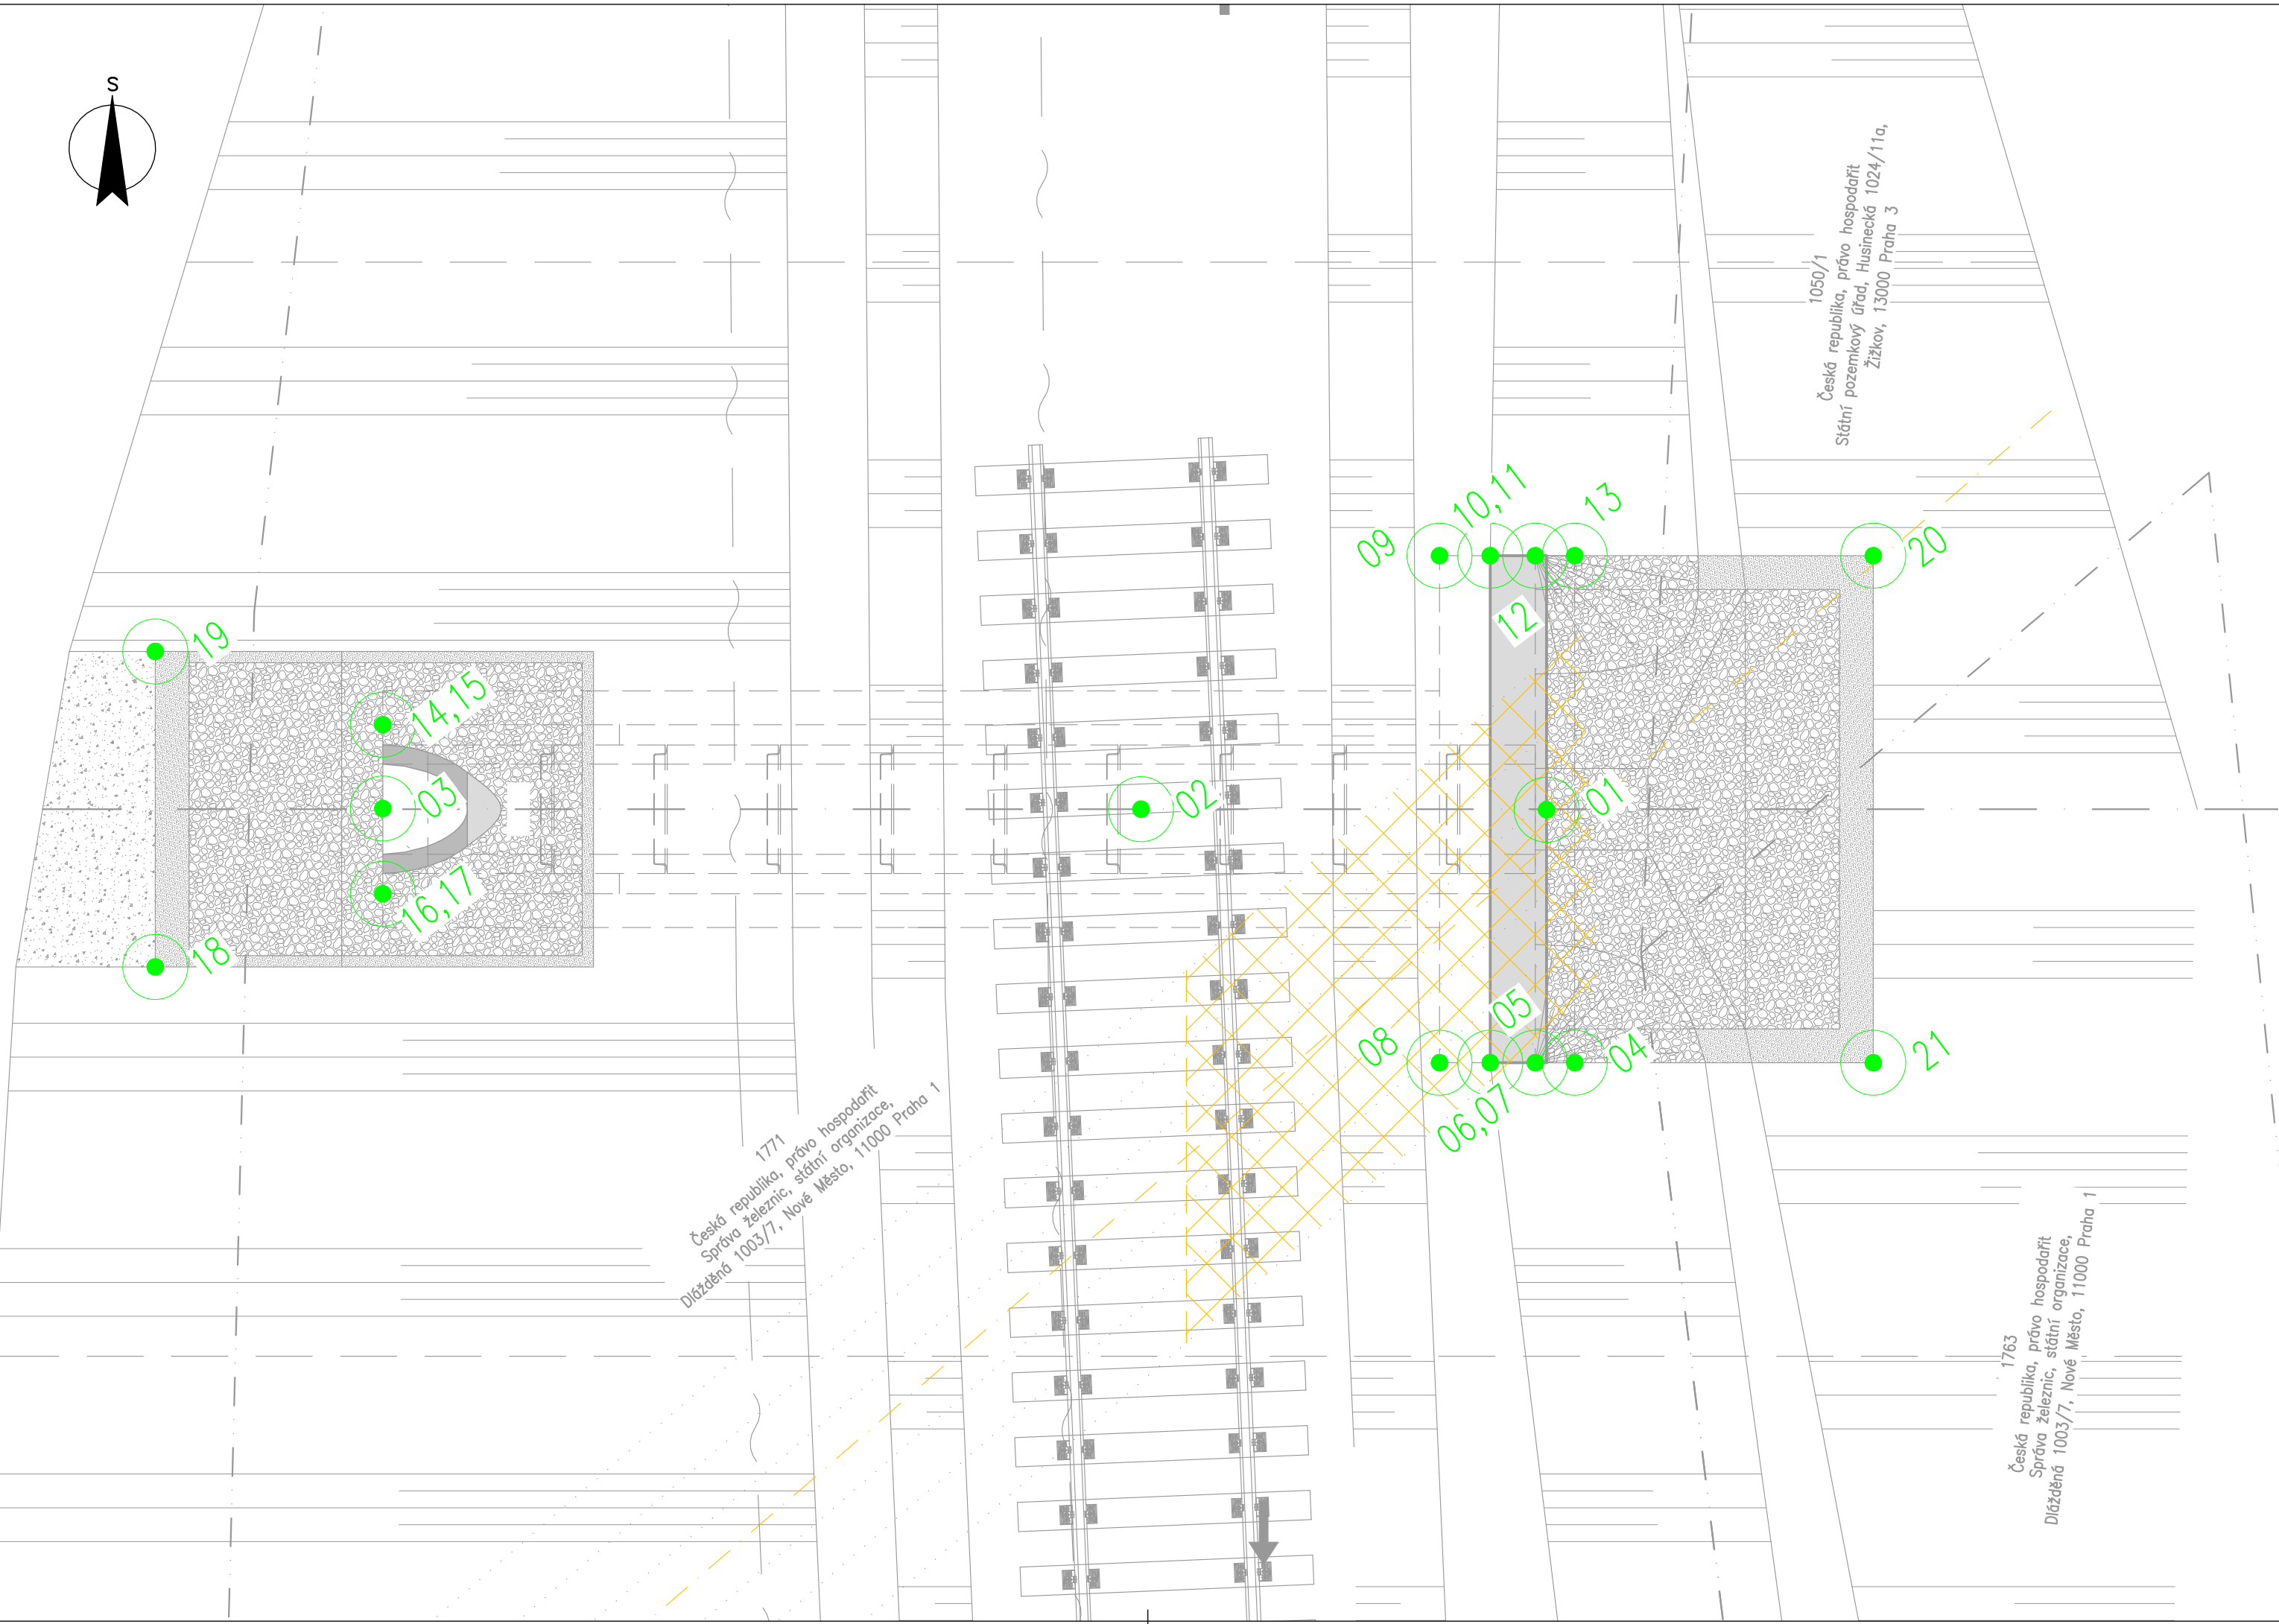 S
1050/1
Česká republika, právo hospodařit
Státní pozemkový úřad, Husinecká 1024/11a,
Žižkov, 13000 Praha 3
09
10,11
13
20
12
19
14,15
03
02
01
16,17
18
08
05
04
21
06,07
1771
Česká republika, právo hospodařit
Správa železnic, státní organizace,
Dlážděná 1003/7, Nové Město, 11000 Praha 1
1763
Česká republika, právo hospodařit
Správa železnic, státní organizace,
Dlážděná 1003/7, Nové Město, 11000 Praha 1